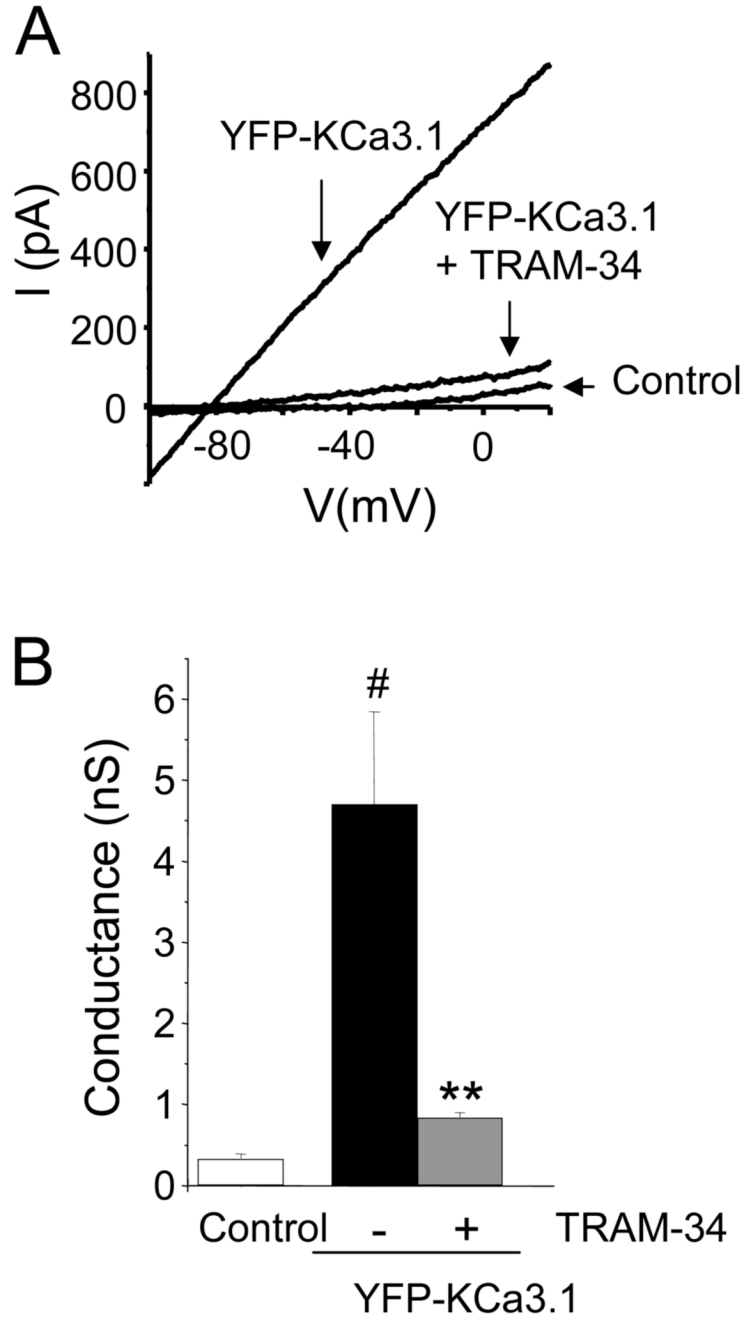 A
800
600
400
200
0
I (pA)
YFP-KCa3.1
YFP-KCa3.1
+ TRAM-34
Control
-80 -40 0
V(mV)
B
6
5
4
3
2
1
0
Conductance (nS)
#
**
Control - + TRAM-34
YFP-KCa3.1